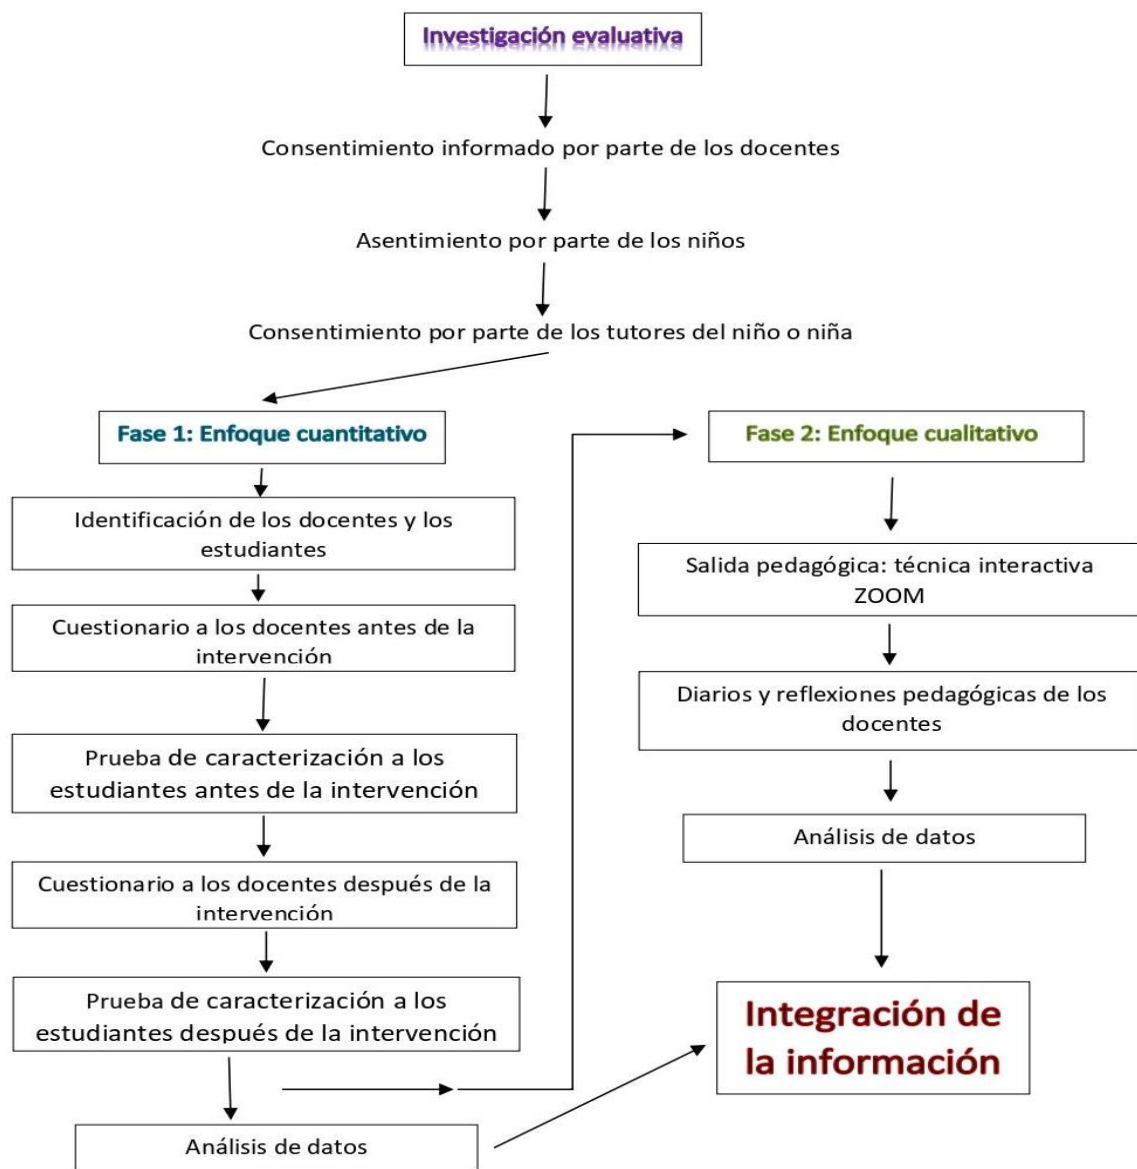 Investigación evaluativa
Consentimiento informado por parte de los docentes
Asentimiento por parte de los niños
Consentimiento por parte de los tutores del niño o niña
Fase 1: Enfoque cuantitativo
Identificación de los docentes y los
estudiantes
Cuestionario a los docentes antes de la
intervención
Prueba de caracterización a los
estudiantes antes de la intervención
Cuestionario a los docentes después de la
intervención
Prueba de caracterización a los
estudiantes después de la intervención
Análisis de datos
Fase 2: Enfoque cualitativo
Salida pedagógica: técnica interactiva
ZOOM
Diarios y reflexiones pedagógicas de los
docentes
Análisis de datos
Integración de
la información